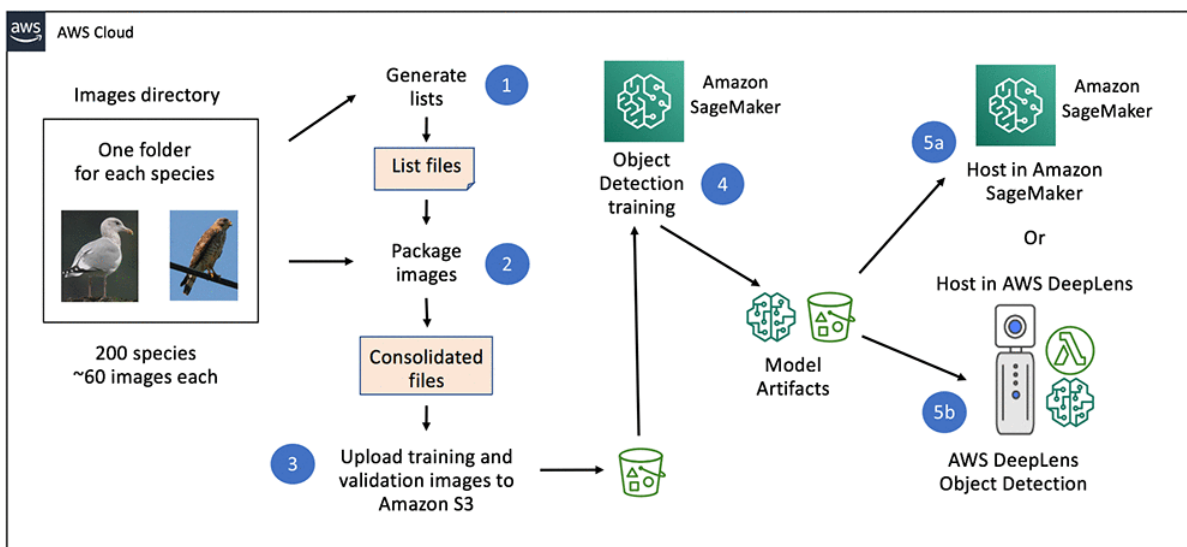 aws
AWS Cloud
Images directory
One folder
for each species
200 species
~60 images each
Generate
lists
1
List files
Package
images
2
Consolidated
files
3
Upload training and
validation images to
Amazon S3
Amazon
SageMaker
Object
Detection
training
4
Model
Artifacts
Amazon
SageMaker
5a
Host in Amazon
SageMaker
Or
Host in AWS DeepLens
5b
AWS DeepLens
Object Detection